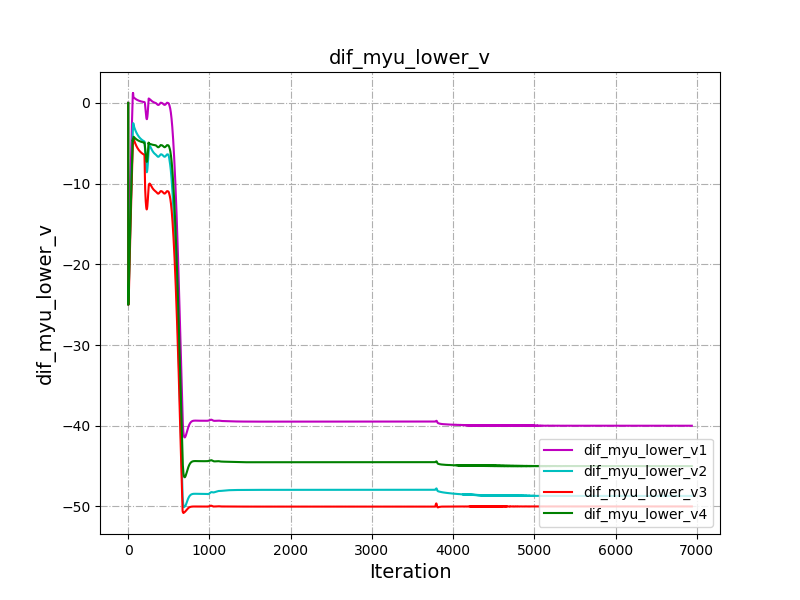 dif_myu_lower_v
dif_myu_lower_v
0
−10
−20
−30
−40
−50
dif_myu_lower_v1
dif_myu_lower_v2
dif_myu_lower_v3
dif_myu_lower_v4
0 1000 2000 3000 4000 5000 6000 7000
Iteration